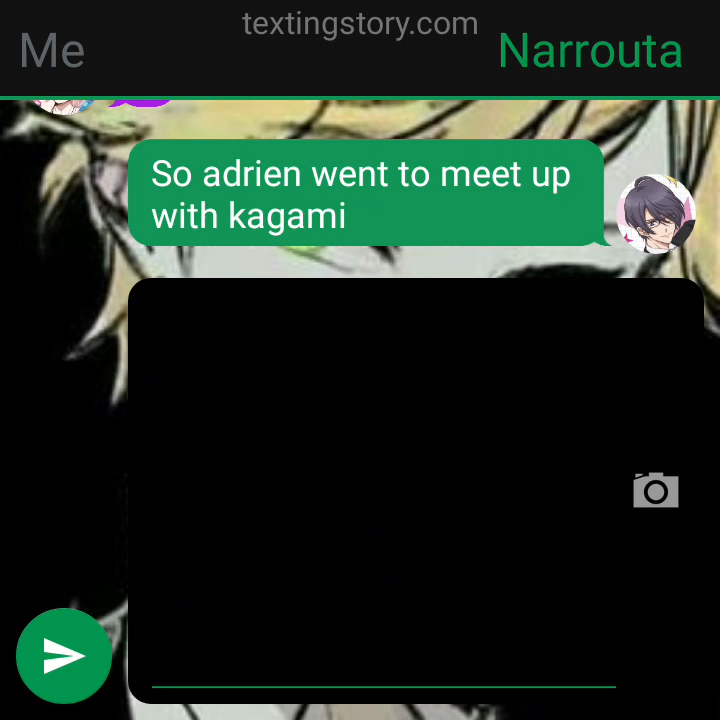 textingstory.com
Me
Narrouta
So adrien went to meet up
with kagami